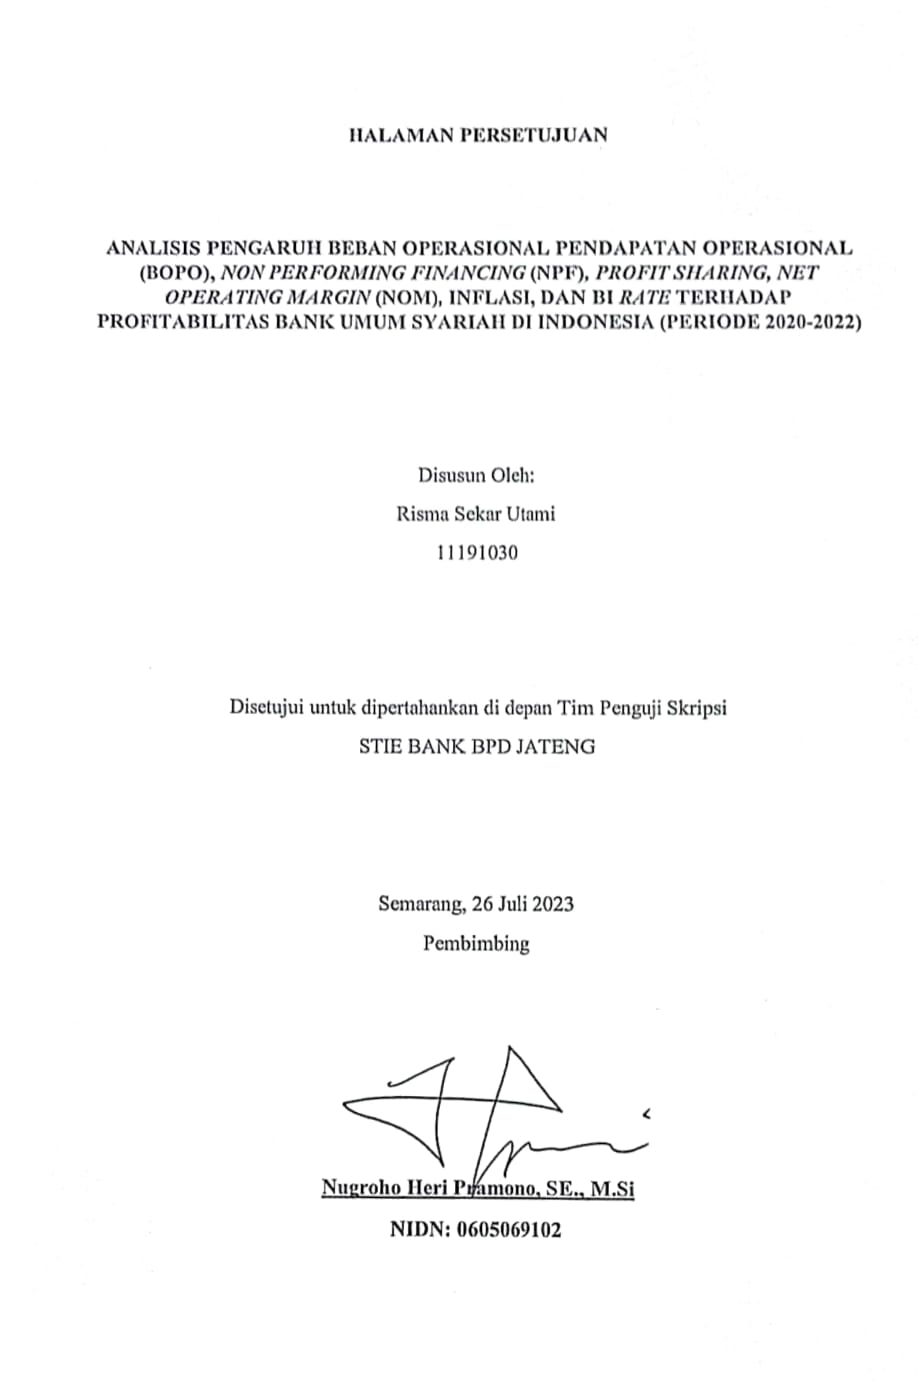 HALAMAN PERSETUJUAN
ANALISIS PENGARUH BEBAN OPERASIONAL PENDAPATAN OPERASIONAL
(BOPO), NON PERFORMING FINANCING (NPF), PROFIT SHARING, NET
OPERATING MARGIN (NOM), INFLASI, DAN BI RATE TERHADAP
PROFITABILITAS BANK UMUM SYARIAH DI INDONESIA (PERIODE 2020-2022)
Disusun Oleh:
Risma Sekar Utami
11191030
Disetujui untuk dipertahankan di depan Tim Penguji Skripsi
STIE BANK BPD JATENG
Semarang, 26 Juli 2023
Pembimbing
Nugroho Heri Pramono, SE., M.Si
NIDN: 0605069102